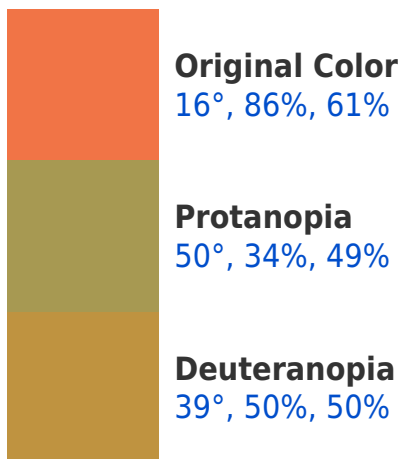 Original Color
16°, 86%, 61%
Protanopia
50°, 34%, 49%
Deuteranopia
39°, 50%, 50%